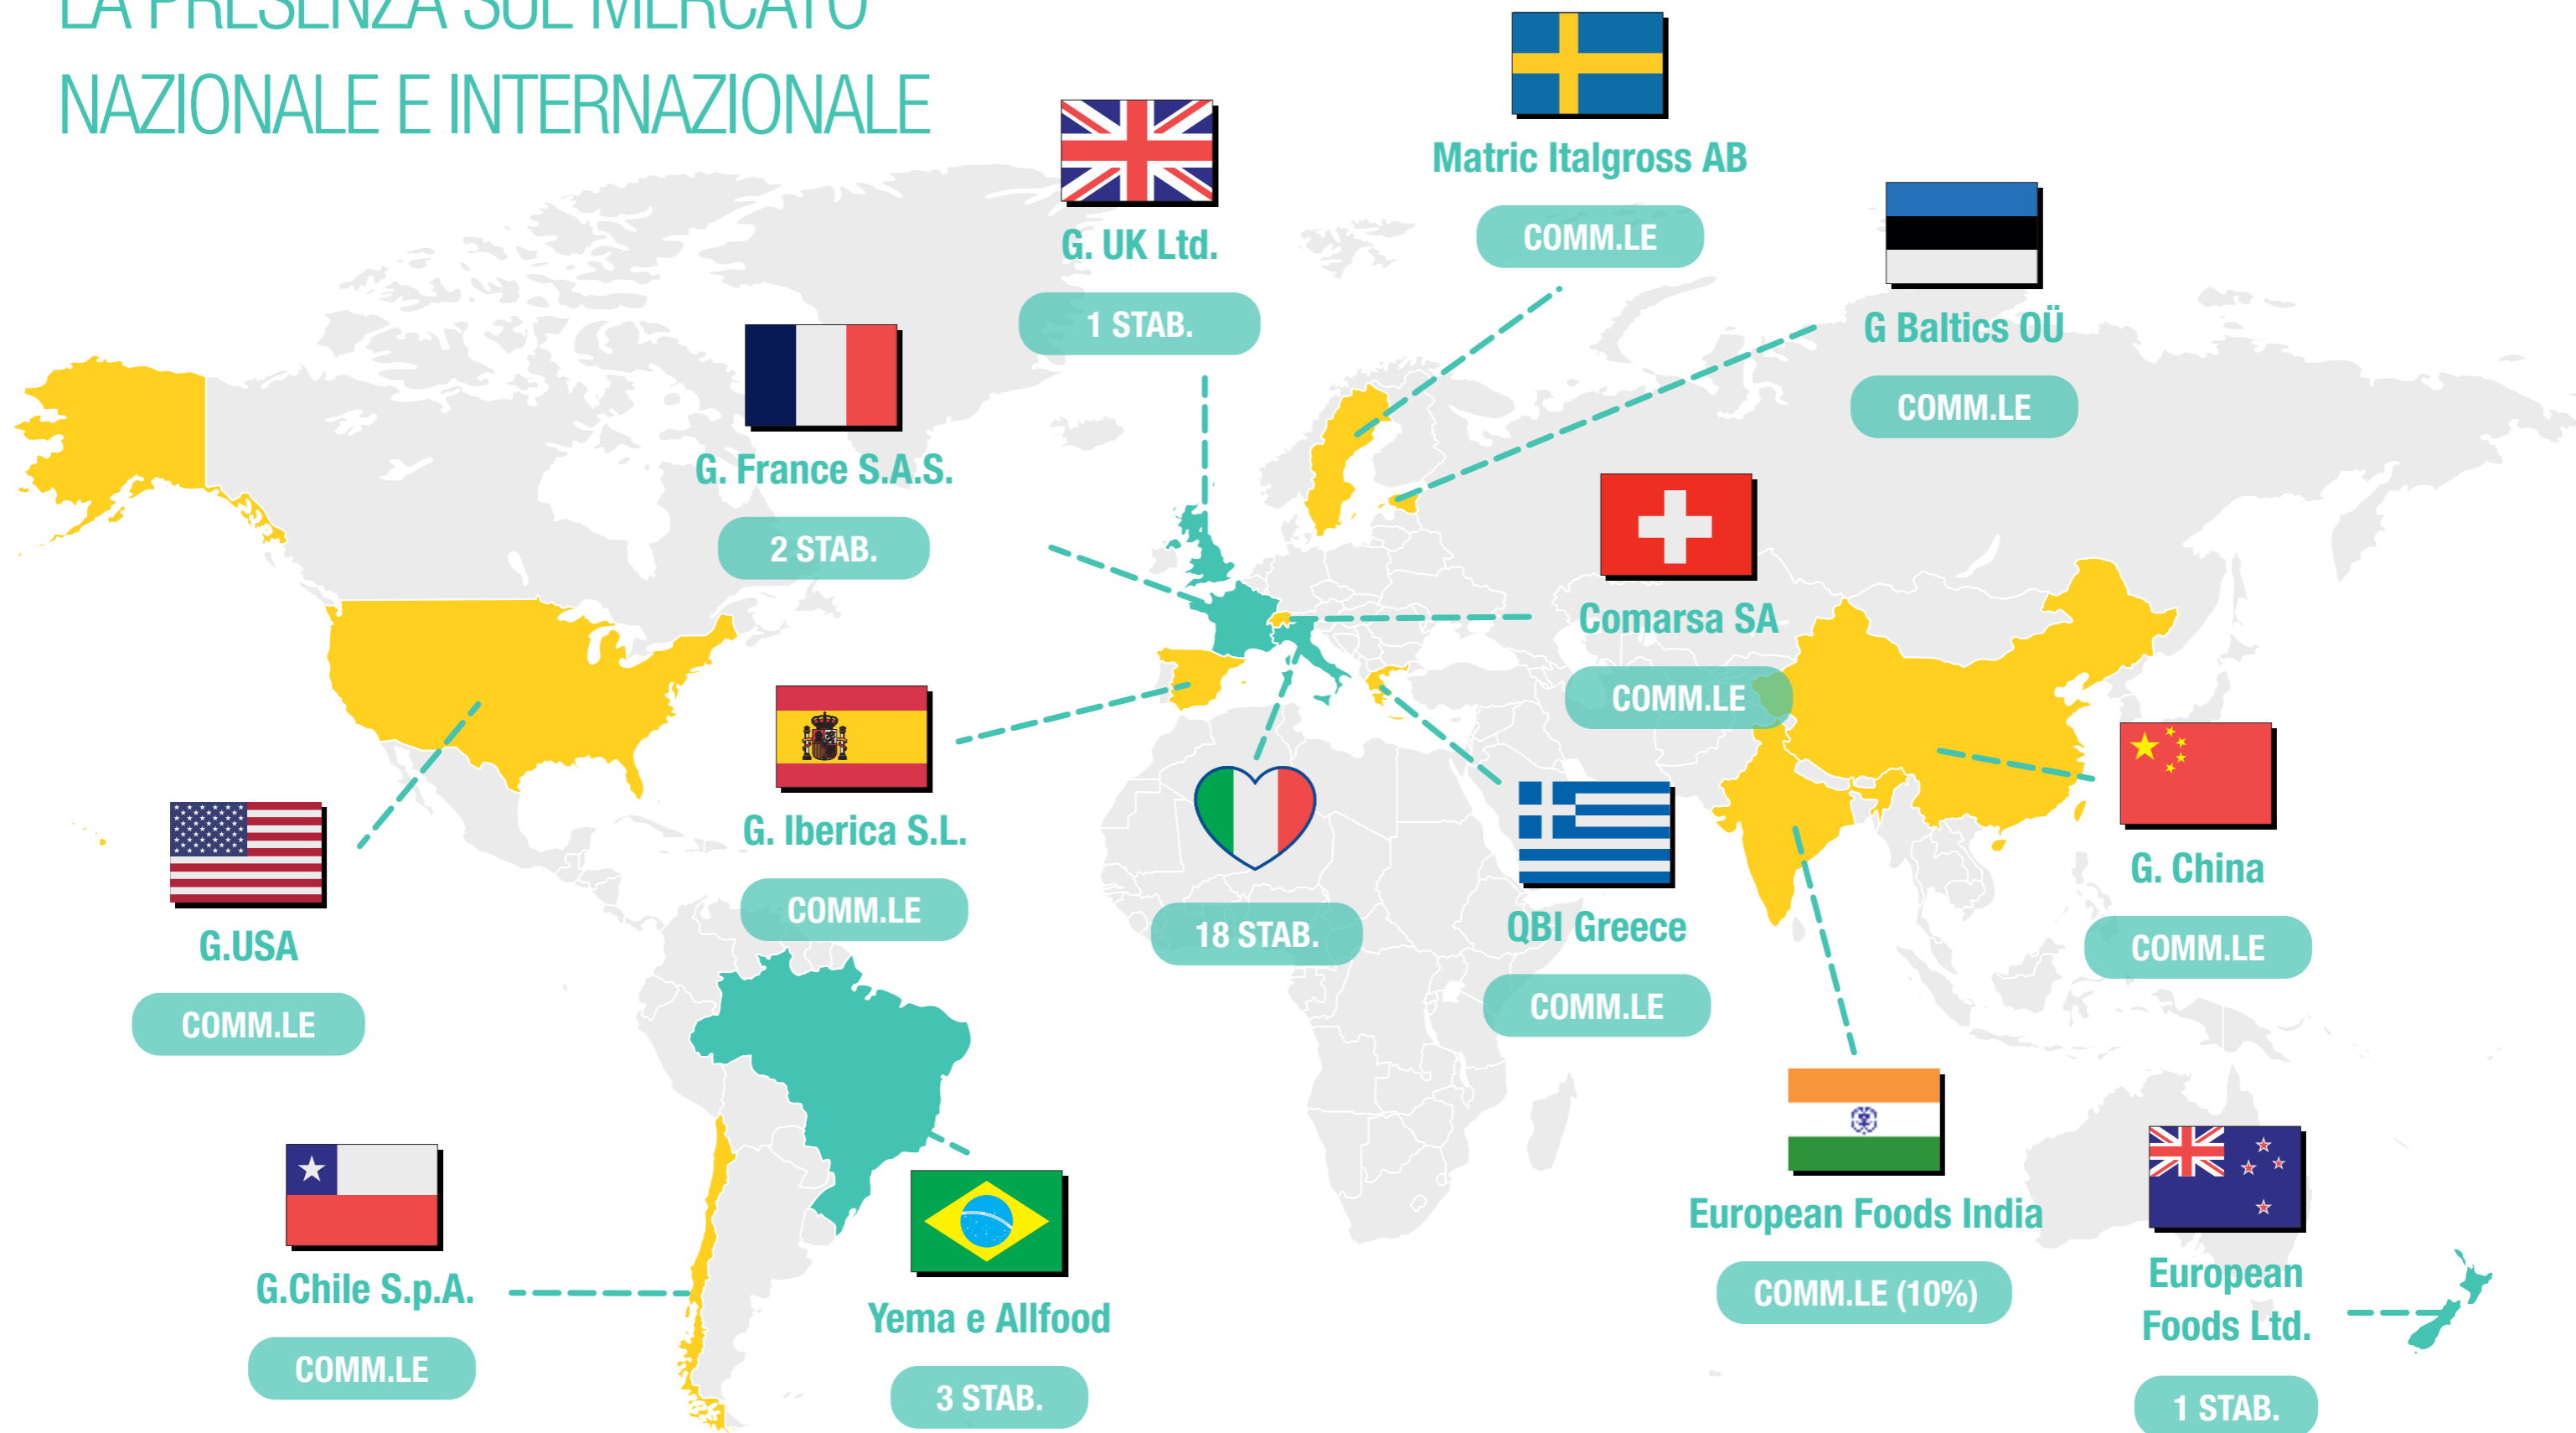 LA PRESENZA SUL MERCATO
NAZIONALE E INTERNAZIONALE
G. UK Ltd.
1 STAB.
Matric Italgross AB
COMM.LE
G Baltics OÜ
COMM.LE
G. France S.A.S.
2 STAB.
Comarsa SA
COMM.LE
G. Iberica S.L.
COMM.LE
18 STAB.
QBI Greece
COMM.LE
G. China
COMM.LE
G.USA
COMM.LE
G.Chile S.p.A.
COMM.LE
Yema e Allfood
3 STAB.
European Foods India
COMM.LE (10%)
European
Foods Ltd.
1 STAB.